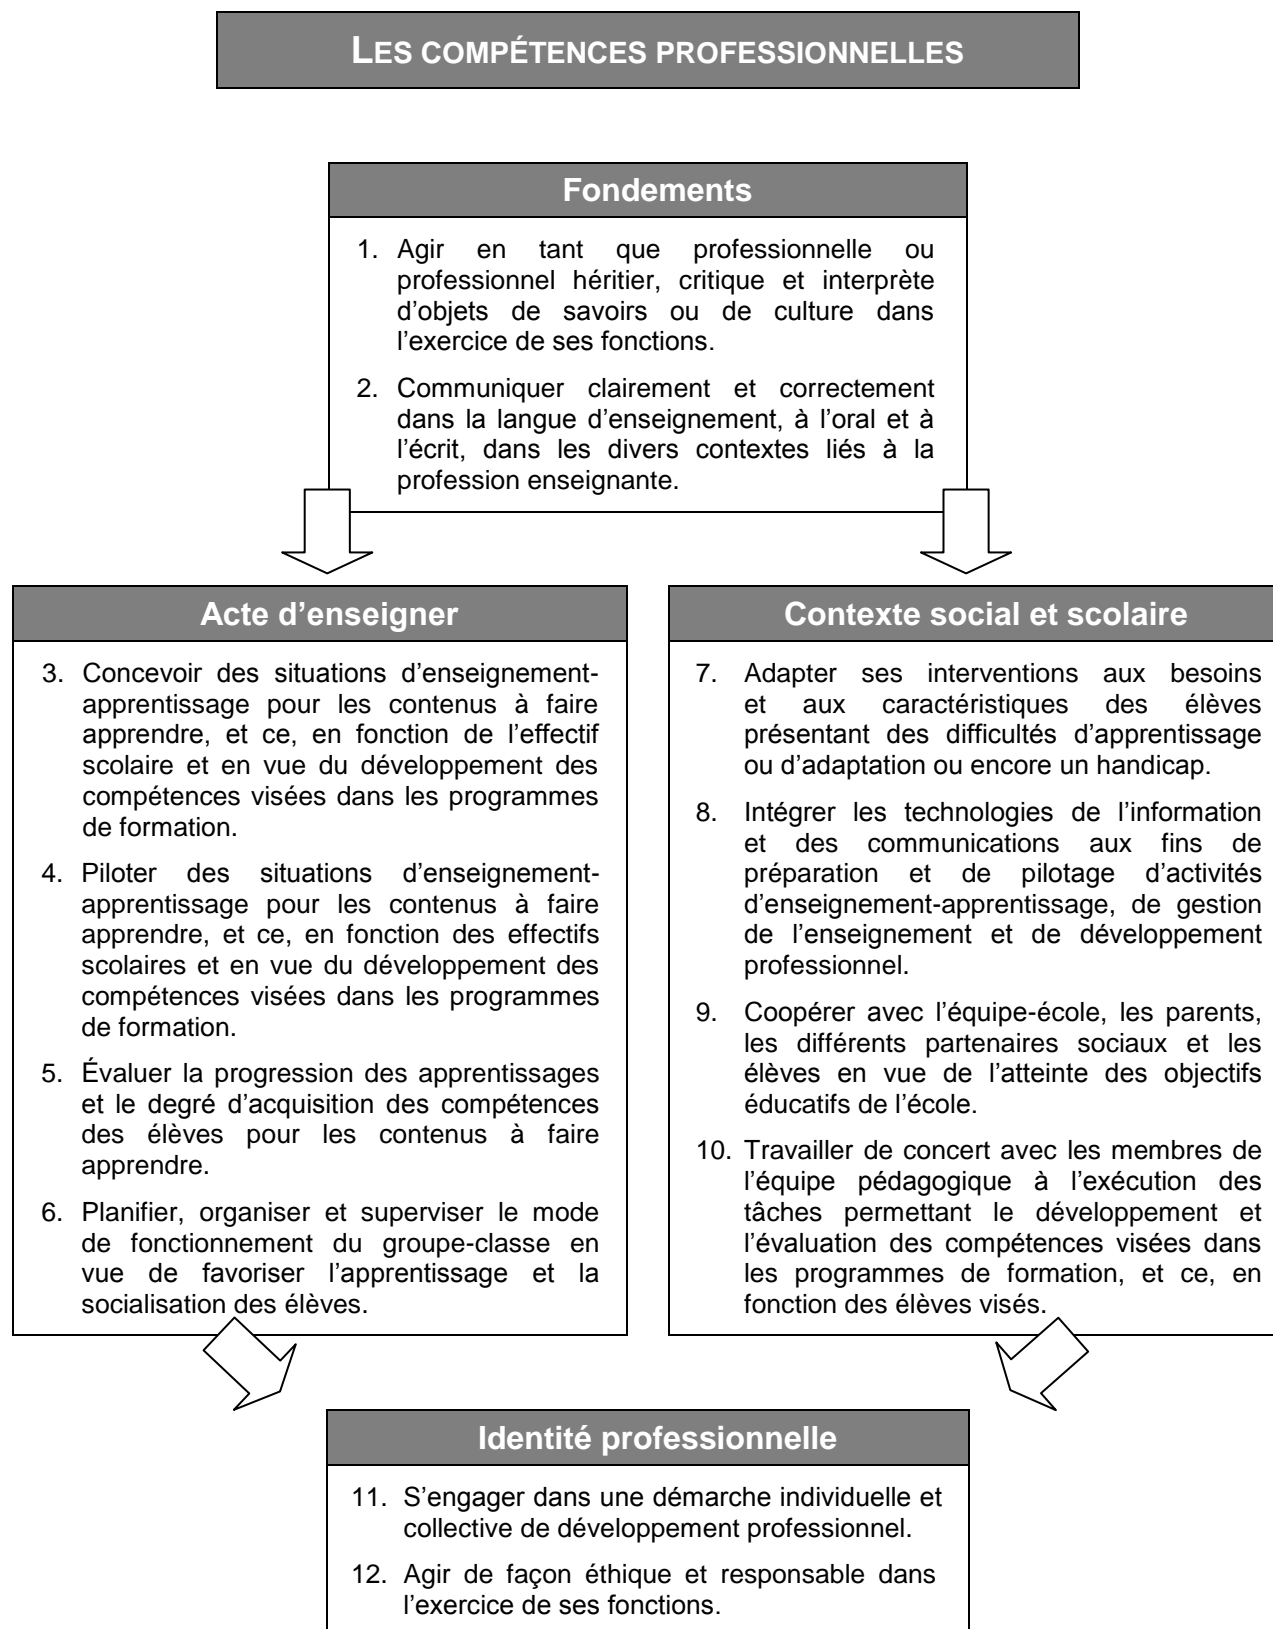 LES COMPÉTENCES PROFESSIONNELLES
Fondements
1. Agir en tant que professionnelle ou
professionnel héritier, critique et interprète
d’objets de savoirs ou de culture dans
l’exercice de ses fonctions.
2. Communiquer clairement et correctement
dans la langue d’enseignement, à l’oral et à
l’écrit, dans les divers contextes liés à la
profession enseignante.
Acte d’enseigner
3. Concevoir des situations d’enseignement-
apprentissage pour les contenus à faire
apprendre, et ce, en fonction de l’effectif
scolaire et en vue du développement des
compétences visées dans les programmes
de formation.
4. Piloter des situations d’enseignement-
apprentissage pour les contenus à faire
apprendre, et ce, en fonction des effectifs
scolaires et en vue du développement des
compétences visées dans les programmes
de formation.
5. Évaluer la progression des apprentissages
et le degré d’acquisition des compétences
des élèves pour les contenus à faire
apprendre.
6. Planifier, organiser et superviser le mode
de fonctionnement du groupe-classe en
vue de favoriser l’apprentissage et la
socialisation des élèves.
Contexte social et scolaire
7. Adapter ses interventions aux besoins
et aux caractéristiques des élèves
présentant des difficultés d’apprentissage
ou d’adaptation ou encore un handicap.
8. Intégrer les technologies de l’information
et des communications aux fins de
préparation et de pilotage d’activités
d’enseignement-apprentissage, de gestion
de l’enseignement et de développement
professionnel.
9. Coopérer avec l’équipe-école, les parents,
les différents partenaires sociaux et les
élèves en vue de l’atteinte des objectifs
éducatifs de l’école.
10. Travailler de concert avec les membres de
l’équipe pédagogique à l’exécution des
tâches permettant le développement et
l’évaluation des compétences visées dans
les programmes de formation, et ce, en
fonction des élèves visés.
Identité professionnelle
11. S’engager dans une démarche individuelle et
collective de développement professionnel.
12. Agir de façon éthique et responsable dans
l’exercice de ses fonctions.